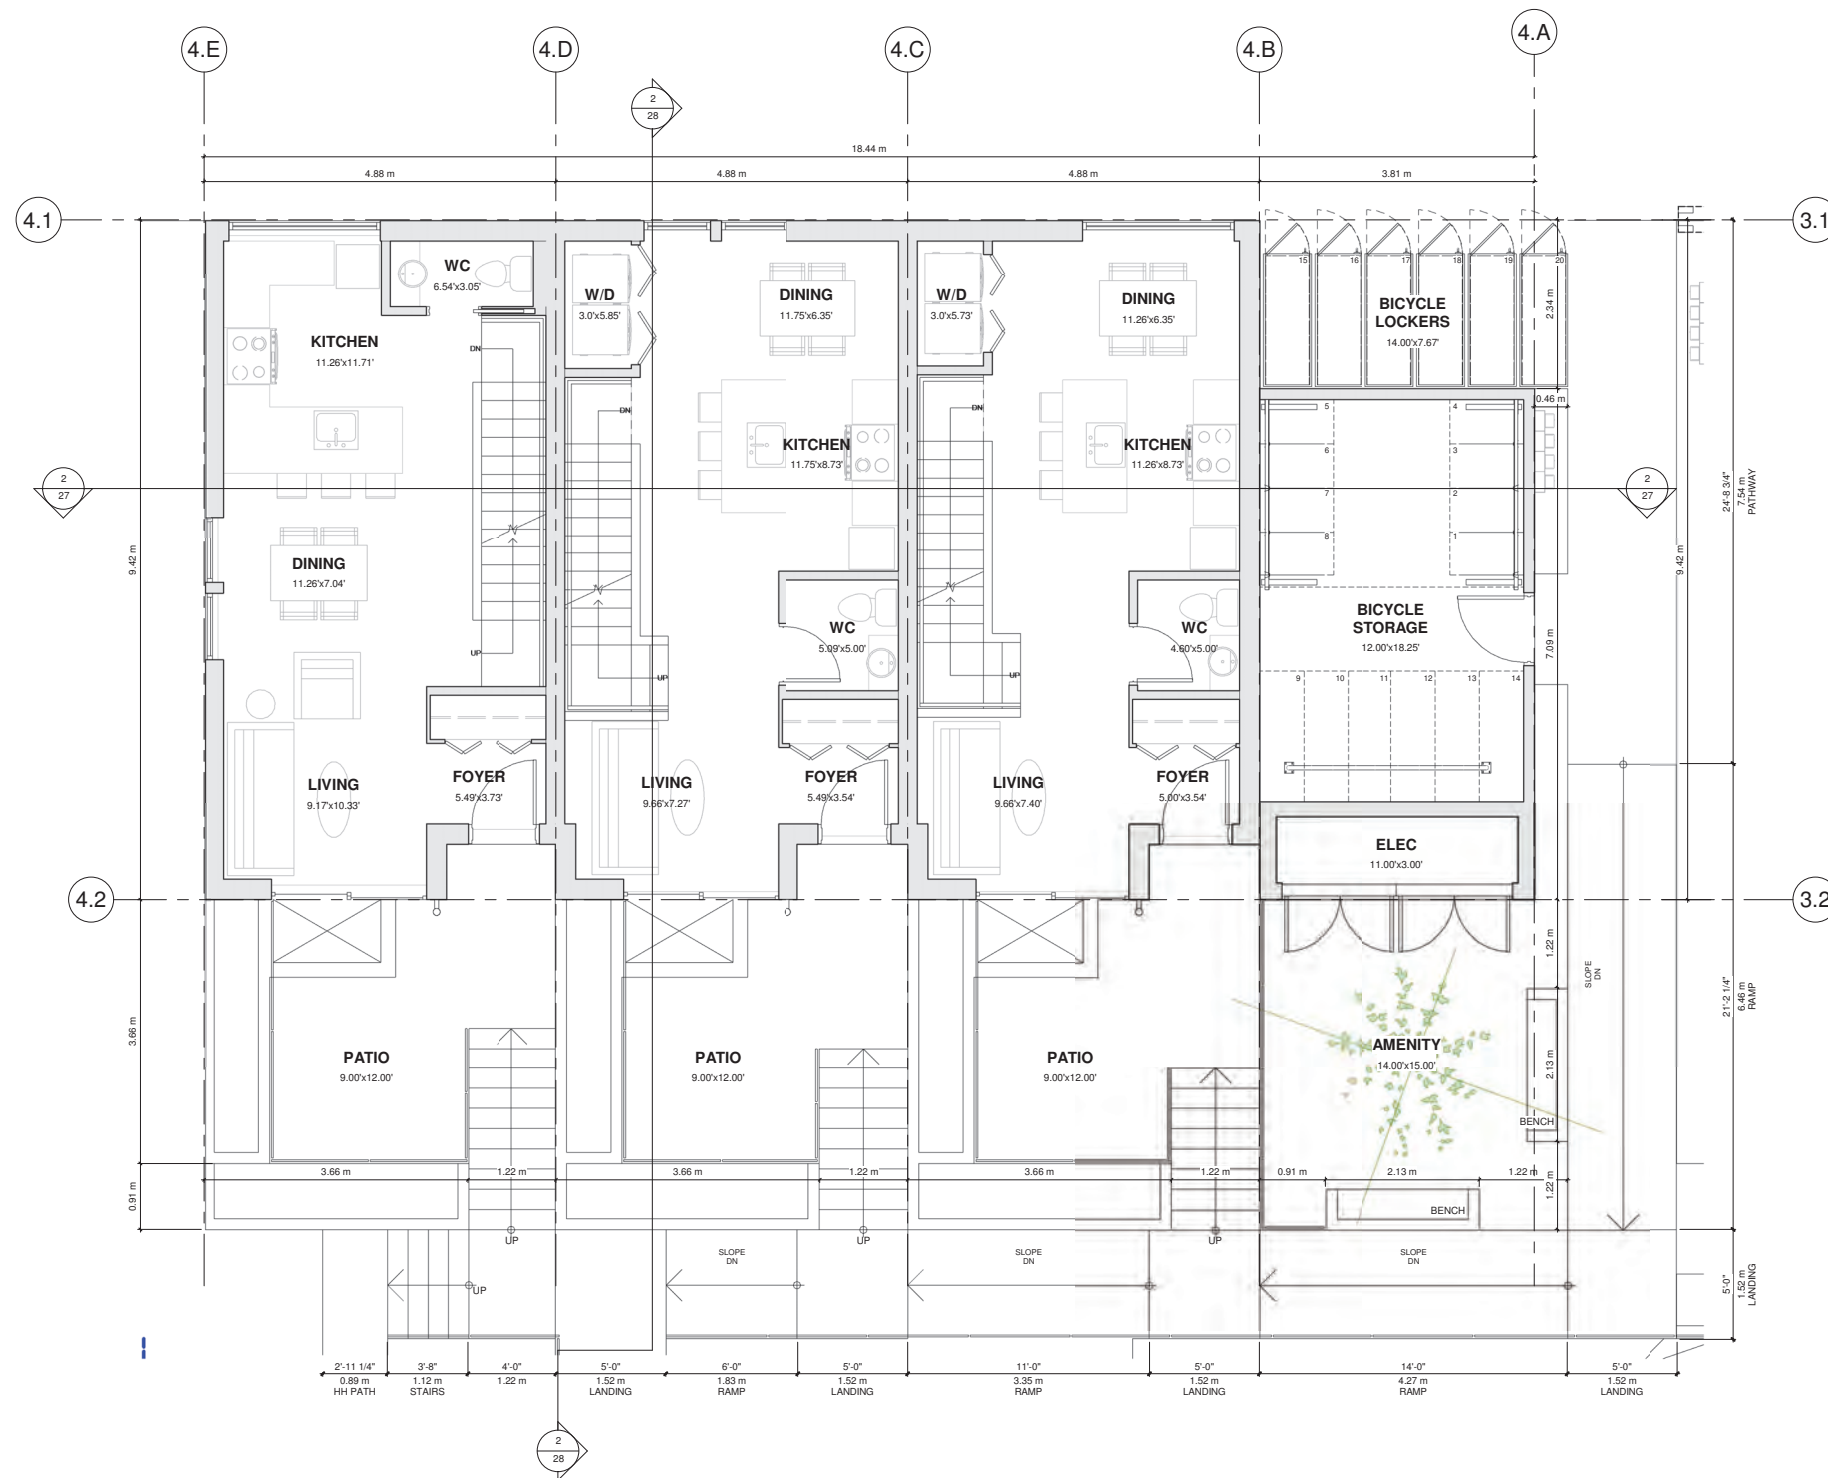 4.E
4.D
4.C
4.B
4.A
2
28
18.44 m
4.88 m
4.88 m
4.88 m
3.81 m
4.1
3.1
WC
6.54'x3.05'
W/D
3.0'x5.85'
DINING
11.75'x6.35'
W/D
3.0'x5.73'
DINING
11.26'x6.35'
15
16
17
18
19
20
BICYCLE
LOCKERS
14.00'x7.67'
2.34 m
KITCHEN
11.26'x11.71'
DN
DN
DN
0.46 m
5
4
6
3
7
2
8
1
KITCHEN
11.75'x8.73'
KITCHEN
11.26'x8.73'
2
27
2
27
24'-8 3/4"
7.54 m
PATHWAY
9.42 m
9.42 m
DINING
11.26'x7.04'
UP
UP
UP
WC
5.09'x5.00'
WC
4.60'x5.00'
BICYCLE
STORAGE
12.00'x18.25'
7.09 m
9
10
11
12
13
14
LIVING
9.17'x10.33'
FOYER
5.49'x3.73'
LIVING
9.66'x7.27'
FOYER
5.49'x3.54'
LIVING
9.66'x7.40'
FOYER
5.00'x3.54'
ELEC
11.00'x3.00'
4.2
3.2
1.22 m
SLOPE
DN
21'-2 1/4"
6.46 m
RAMP
3.66 m
PATIO
9.00'x12.00'
PATIO
9.00'x12.00'
PATIO
9.00'x12.00'
AMENITY
14.00'x15.00'
2.13 m
BENCH
3.66 m
1.22 m
3.66 m
1.22 m
3.66 m
1.22 m
0.91 m
2.13 m
1.22 m
1.22 m
0.91 m
BENCH
UP
UP
UP
SLOPE
DN
SLOPE
DN
SLOPE
DN
UP
5'-0"
1.52 m
LANDING
2'-11 1/4"
0.89 m
HH PATH
3'-8"
1.12 m
STAIRS
4'-0"
1.22 m
5'-0"
1.52 m
LANDING
6'-0"
1.83 m
RAMP
5'-0"
1.52 m
LANDING
11'-0"
3.35 m
RAMP
5'-0"
1.52 m
LANDING
14'-0"
4.27 m
RAMP
5'-0"
1.52 m
LANDING
2
28